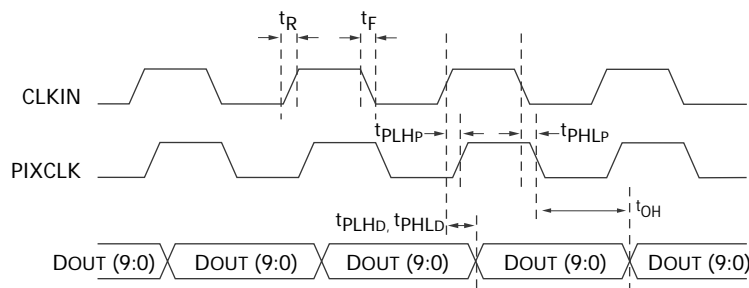 tR
tF
CLKIN
tPLHP
tPHLP
PIXCLK
tPLHD, tPHLD
tOH
DOUT (9:0)
DOUT (9:0)
DOUT (9:0)
DOUT (9:0)
DOUT (9:0)